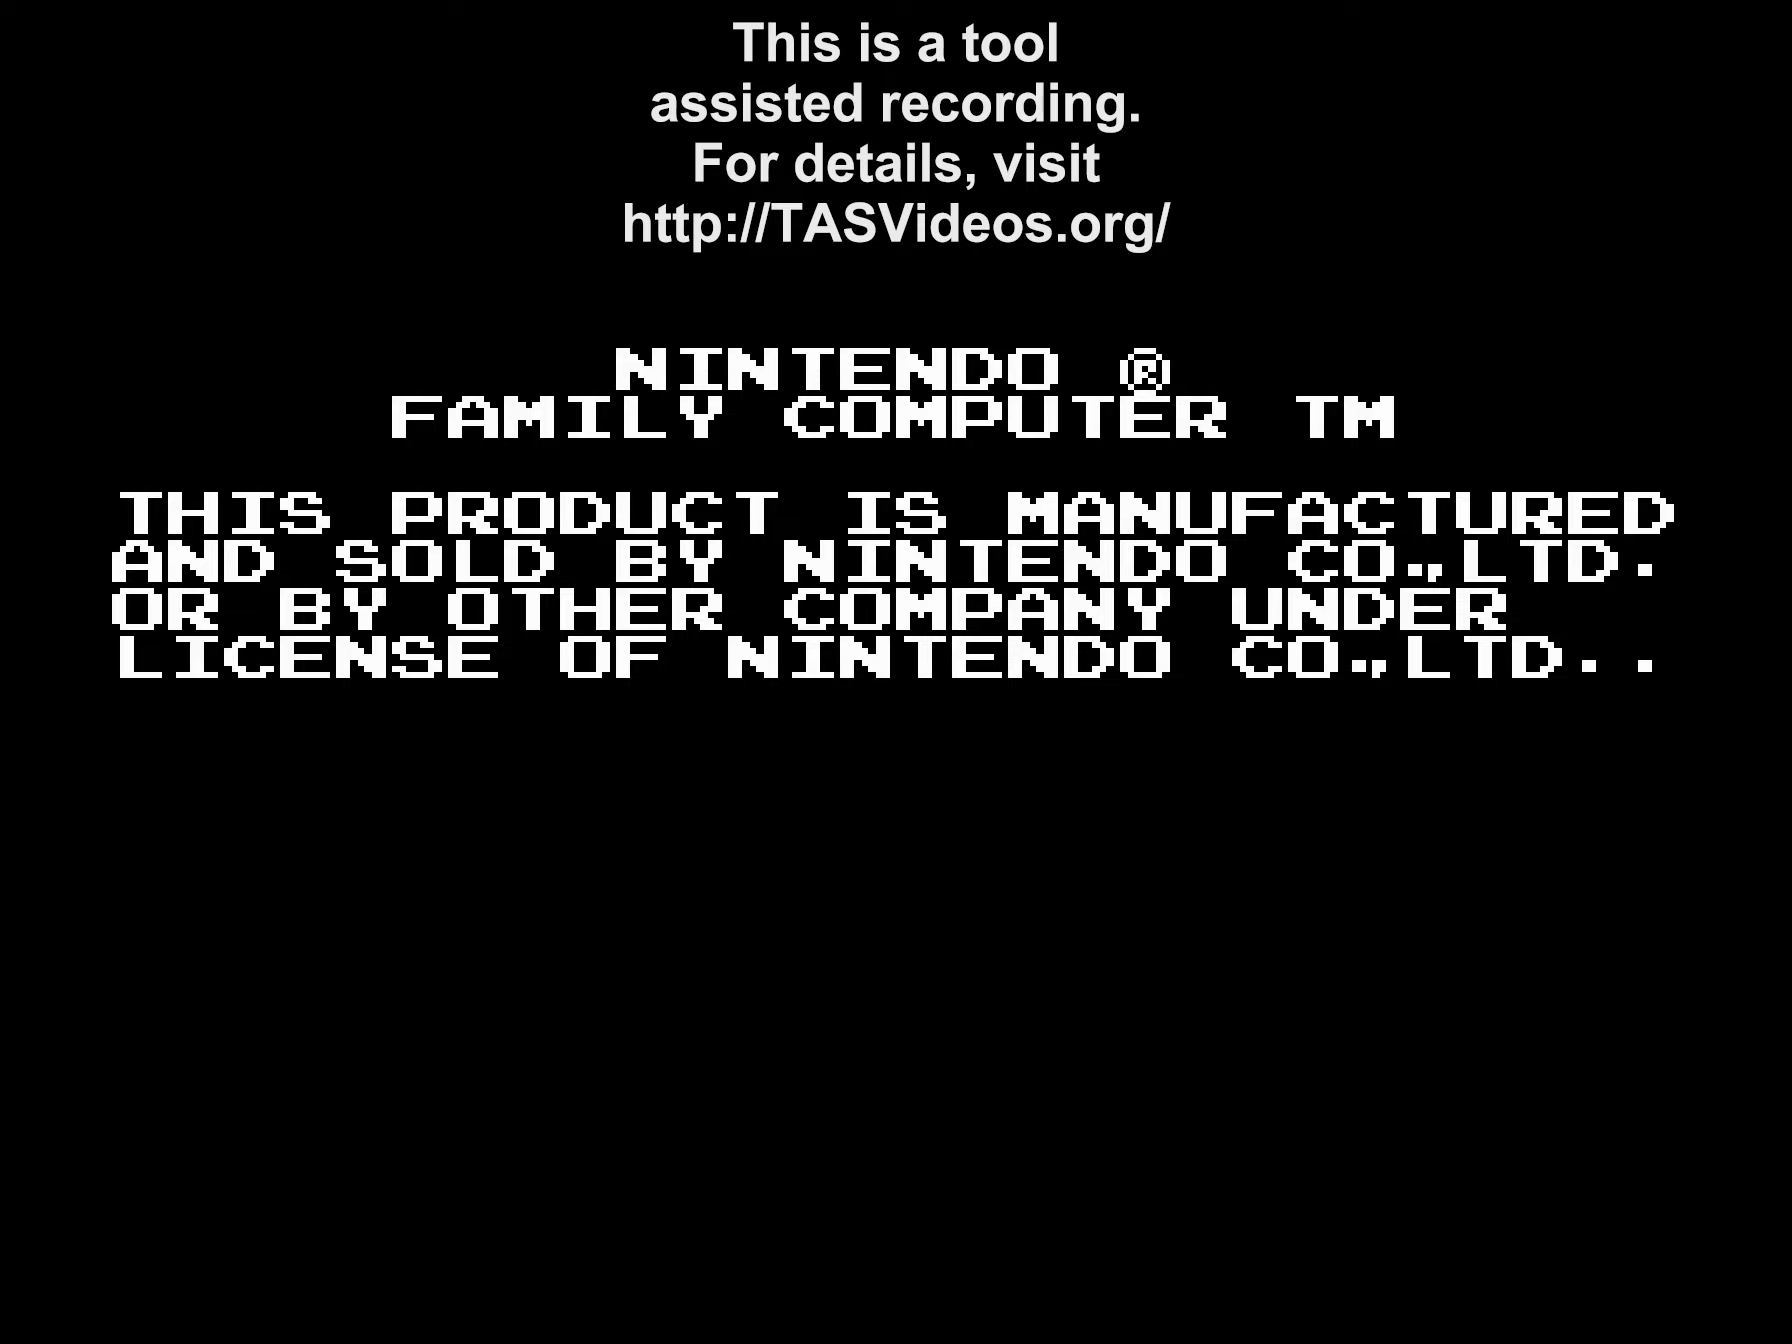 This is a tool
assisted recording.
For details, visit
http://TASVideos.org/
NINTENDO ®
FAMILY COMPUTER TM
THIS PRODUCT IS MANUFACTURED
AND SOLD BY NINTENDO CO.,LTD.
OR BY OTHER COMPANY UNDER
LICENSE OF NINTENDO CO.,LTD..